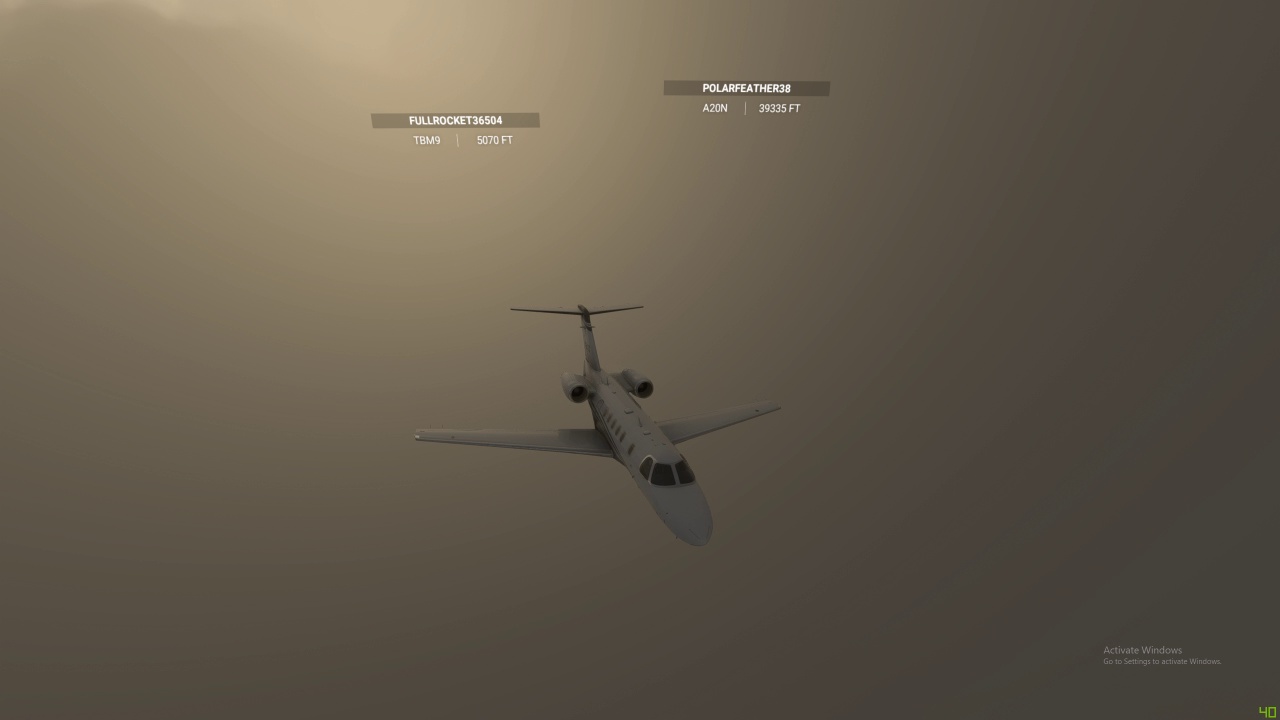 POLARFEATHER38
A20N | 39335 FT
FULLROCKET36504
TBM9 | 5070 FT
Activate Windows
Go to Settings to activate Windows.
40